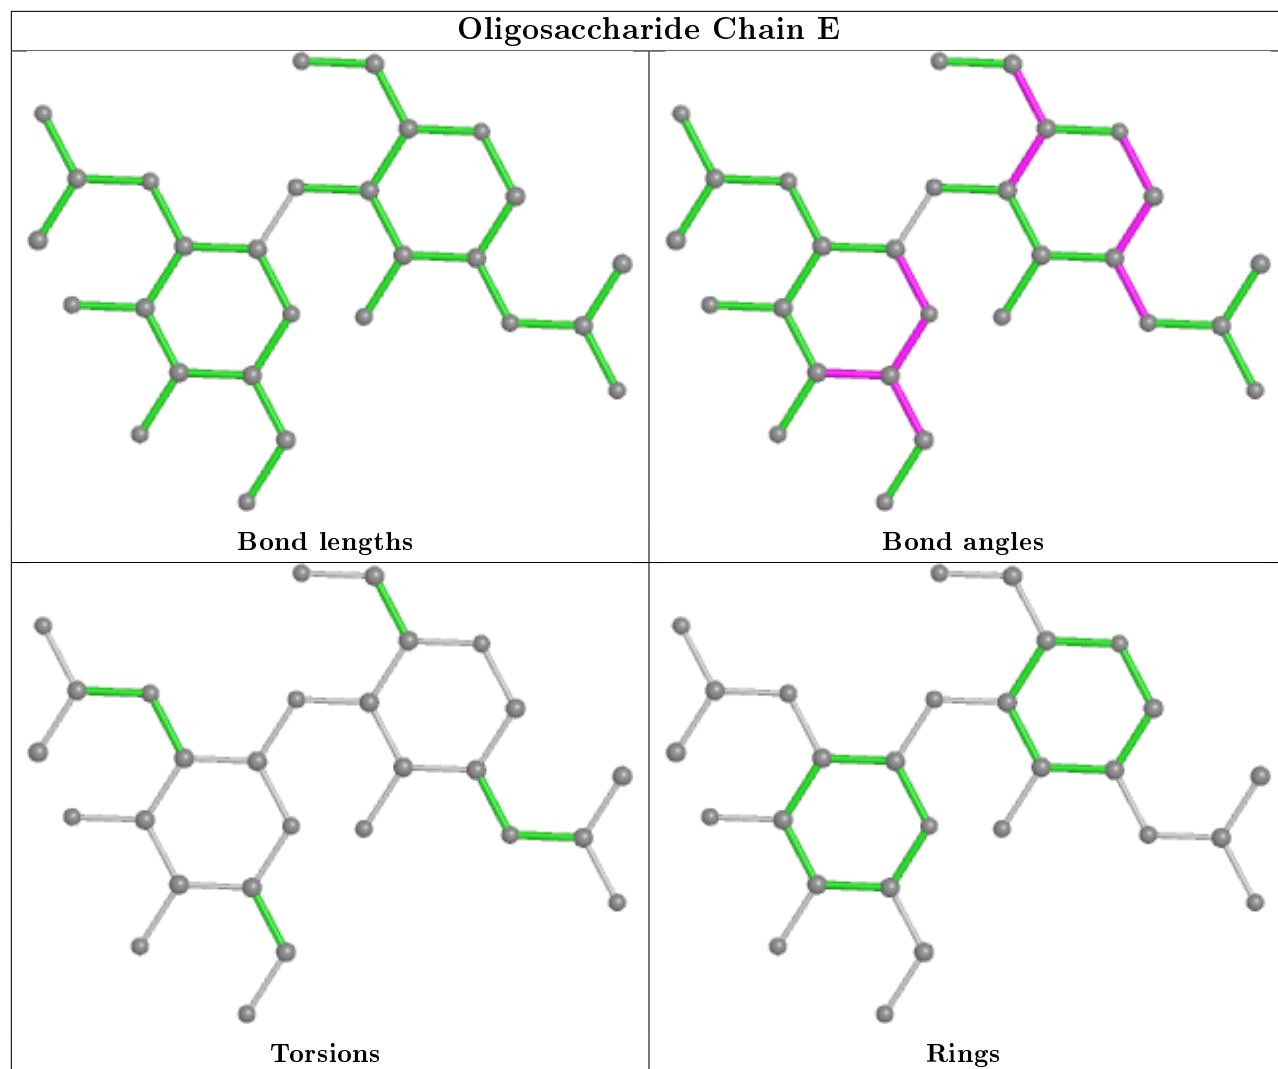 Oligosaccharide Chain E
Bond lengths
Bond angles
Torsions
Rings